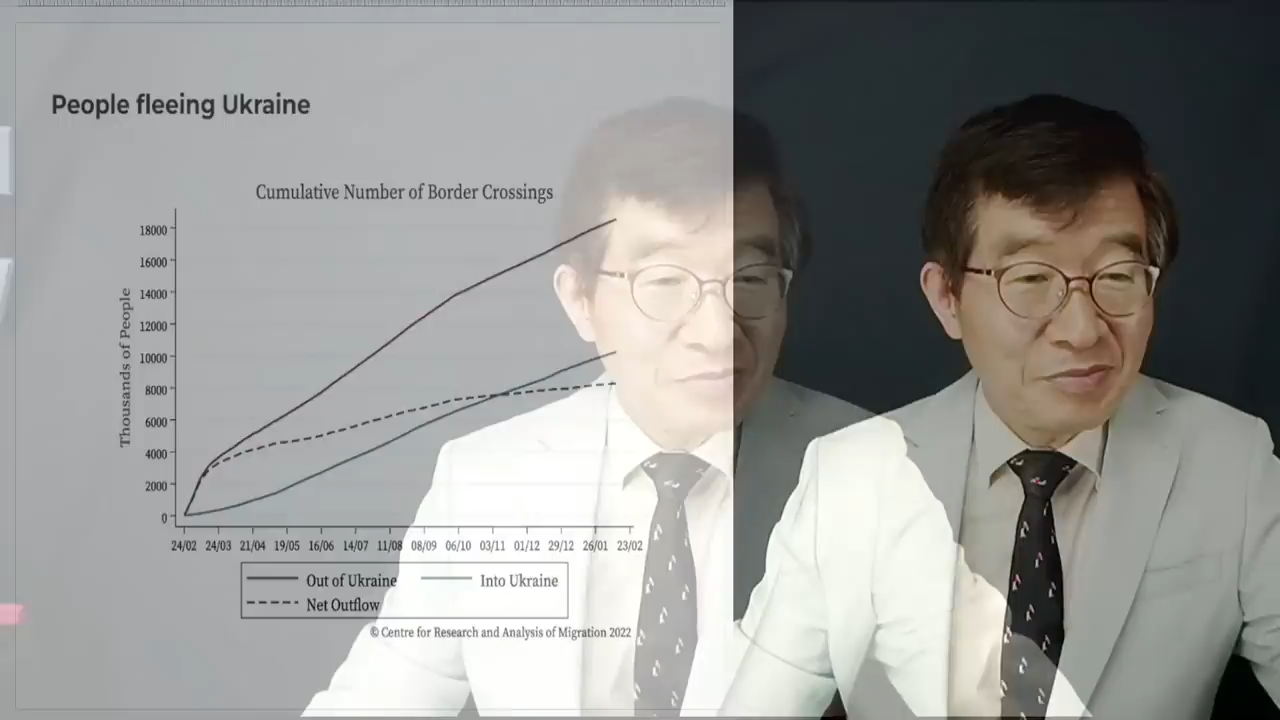 People fleeing Ukraine
Cumulative Number of Border Crossings
Thousands of People
18000
16000
14000
12000
10000
8000
6000
4000
2000
0
24/02 24/03 21/04 19/05 16/06 14/07 11/08 08/09 06/10 03/11 01/12 29/12 26/01 23/02
Out of Ukraine Into Ukraine
Net Outflow
© Centre for Research and Analysis of Migration 2022